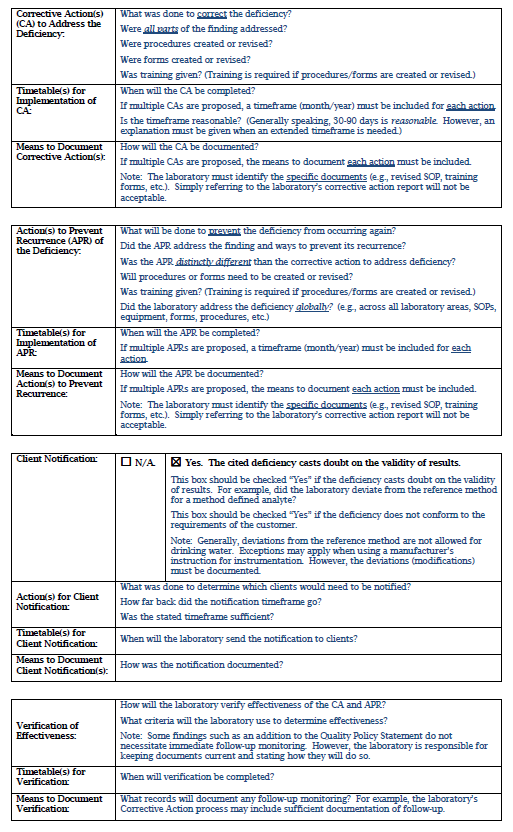 Corrective Action(s) (CA) to Address the Deficiency:
What was done to correct the deficiency?
Were all parts of the finding addressed?
Were procedures created or revised?
Were forms created or revised?
Was training given? (Training is required if procedures/forms are created or revised.)
Timetable(s) for Implementation of CA:
When will the CA be completed?
If multiple CAs are proposed, a timeframe (month/year) must be included for each action.
Is the timeframe reasonable? (Generally speaking, 30-90 days is reasonable. However, an
explanation must be given when an extended timeframe is needed.)
Means to Document Corrective Action(s):
How will the CA be documented?
If multiple CAs are proposed, the means to document each action must be included.
Note: The laboratory must identify the specific documents (e.g., revised SOP, training
forms, etc.). Simply referring to the laboratory's corrective action report will not be
acceptable.
Action(s) to Prevent Recurrence (APR) of the Deficiency:
What will be done to prevent the deficiency from occurring again?
Did the APR address the finding and ways to prevent its recurrence?
Was the APR distinctly different than the corrective action to address deficiency?
Will procedures or forms need to be created or revised?
Was training given? (Training is required if procedures/forms are created or revised.)
Did the laboratory address the deficiency globally? (e.g., across all laboratory areas, SOPs,
equipment, forms, procedures, etc.)
Timetable(s) for Implementation of APR:
When will the APR be completed?
If multiple APRs are proposed, a timeframe (month/year) must be included for each
action.
Means to Document Action(s) to Prevent Recurrence:
How will the APR be documented?
If multiple APRs are proposed, the means to document each action must be included.
Note: The laboratory must identify the specific documents (e.g., revised SOP, training
forms, etc.). Simply referring to the laboratory's corrective action report will not be
acceptable.
Client Notification:
☐ N/A
☒ Yes. The cited deficiency casts doubt on the validity of results.
This box should be checked "Yes" if the deficiency casts doubt on the validity
of results. For example, did the laboratory deviate from the reference method
for a method defined analyte?
This box should be checked "Yes" if the deficiency does not conform to the
requirements of the customer.
Note: Generally, deviations from the reference method are not allowed for
drinking water. Exceptions may apply when using a manufacturer's
instruction for instrumentation. However, the deviations (modifications)
must be documented.
Action(s) for Client Notification:
What was done to determine which clients would need to be notified?
How far back did the notification timeframe go?
Was the stated timeframe sufficient?
Timetable(s) for Client Notification:
When will the laboratory send the notification to clients?
Means to Document Client Notification(s):
How was the notification documented?
Verification of Effectiveness:
How will the laboratory verify effectiveness of the CA and APR?
What criteria will the laboratory use to determine effectiveness?
Note: Some findings such as an addition to the Quality Policy Statement do not
necessitate immediate follow-up monitoring. However, the laboratory is responsible for
keeping documents current and stating how they will do so.
Timetable(s) for Verification:
When will verification be completed?
Means to Document Verification:
What records will document any follow-up monitoring? For example, the laboratory's
Corrective Action process may include sufficient documentation of follow-up.